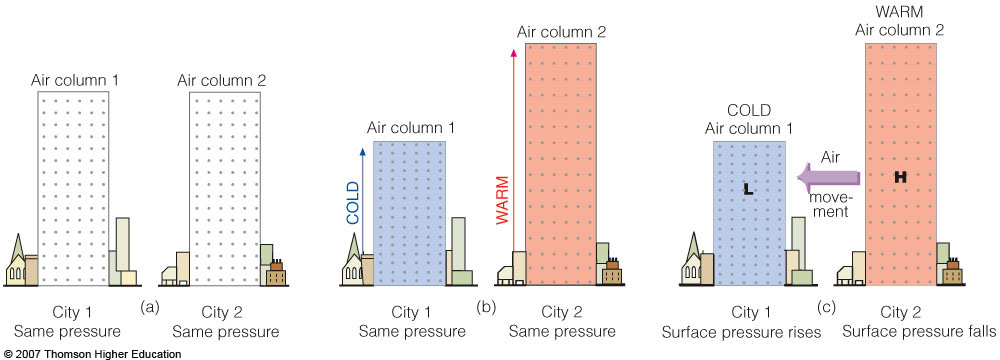 Air column 1
Air column 2
City 1
Same pressure
(a)
City 2
Same pressure
Air column 1
COLD
Air column 2
WARM
City 1
Same pressure
(b)
City 2
Same pressure
COLD
Air column 1
L
Air
move-
ment
WARM
Air column 2
H
City 1
Surface pressure rises
(c)
City 2
Surface pressure falls
© 2007 Thomson Higher Education